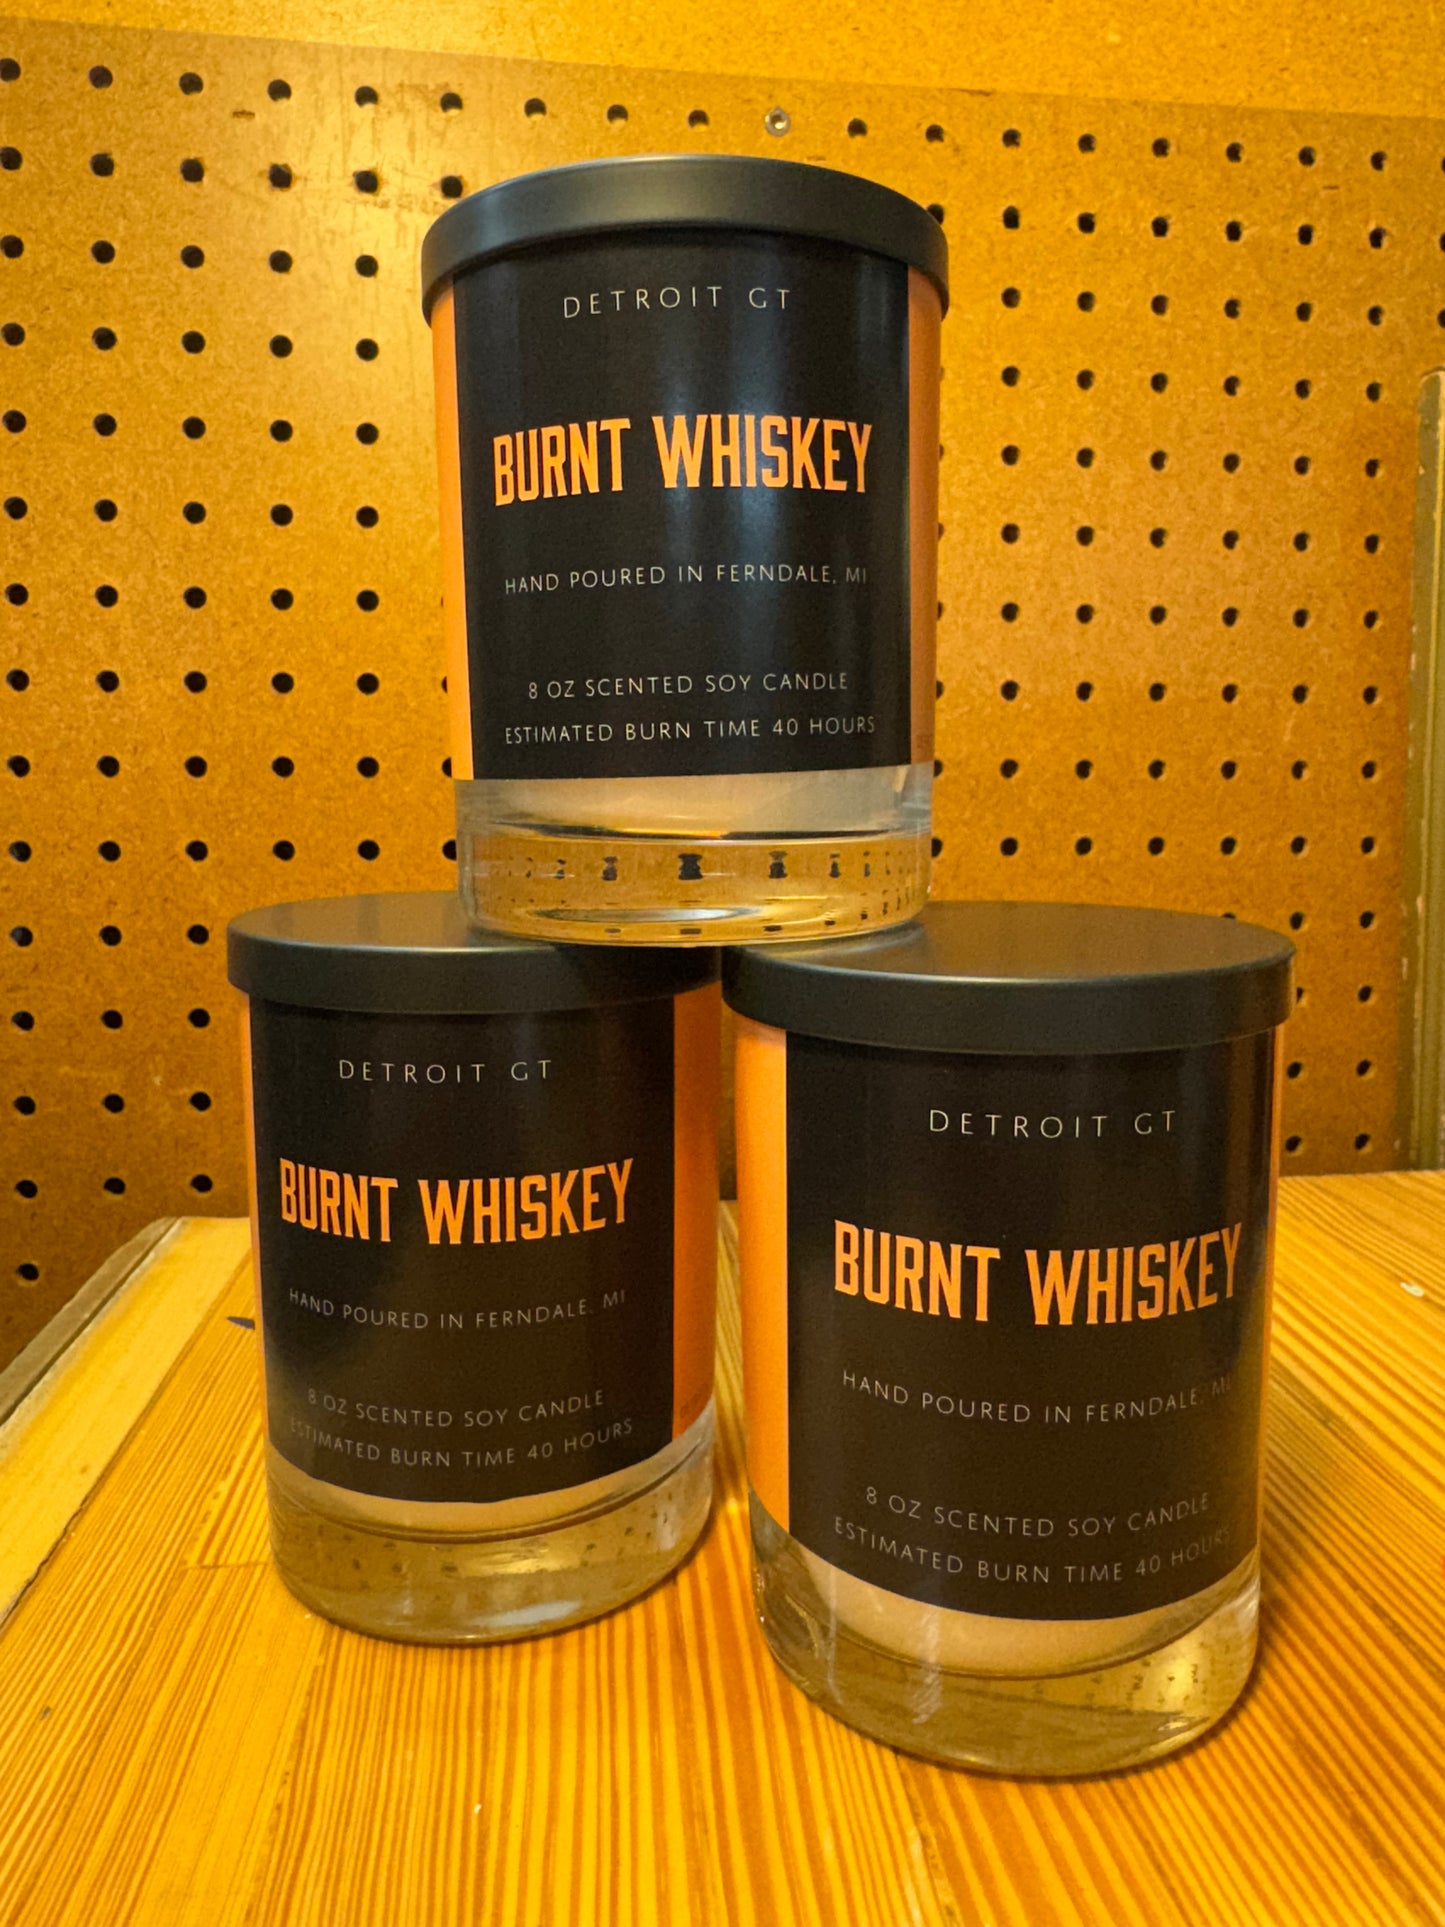 DETROIT GT
BURNT WHISKEY
HAND POURED IN FERNDALE, MI
8 OZ SCENTED SOY CANDLE
ESTIMATED BURN TIME 40 HOURS
DETROIT GT
BURNT WHISKEY
HAND POURED IN FERNDALE, MI
8 OZ SCENTED SOY CANDLE
ESTIMATED BURN TIME 40 HOURS
DETROIT GT
BURNT WHISKEY
HAND POURED IN FERNDALE, MI
8 OZ SCENTED SOY CANDLE
ESTIMATED BURN TIME 40 HOURS